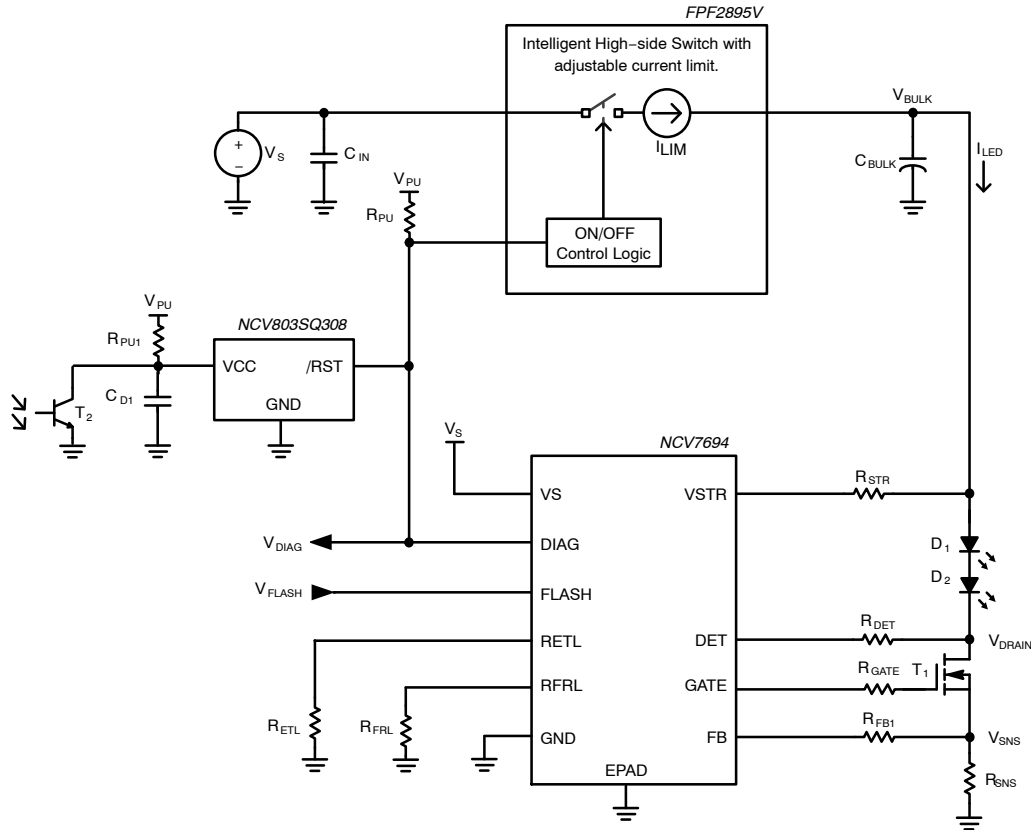 FPF2895V
Intelligent High−side Switch with
adjustable current limit.
VBULK
+
−
VS
CIN
ILIM
CBULK
ILED
VPU
RPU
ON/OFF
Control Logic
VPU
RPU1
NCV803SQ308
VCC
/RST
GND
CD1
T2
VS
NCV7694
VS
VSTR
RSTR
VDIAG
DIAG
D1
VFLASH
FLASH
D2
RETL
DET
RDET
VDRAIN
RFRL
GATE
RGATE
T1
RETL
RFRL
GND
FB
RFB1
VSNS
EPAD
RSNS